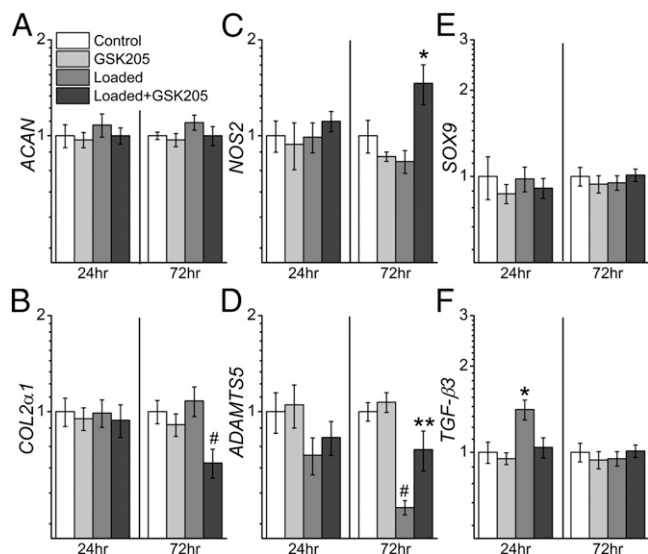 A
2
Control
GSK205
Loaded
Loaded+GSK205
1
ACAN
24hr
72hr
C
2
*
1
NOS2
24hr
72hr
E
3
2
1
SOX9
24hr
72hr
B
2
1
COL2α1
#
24hr
72hr
D
2
1
ADAMTS5
#
**
24hr
72hr
F
3
2
*
1
TGF-β3
24hr
72hr